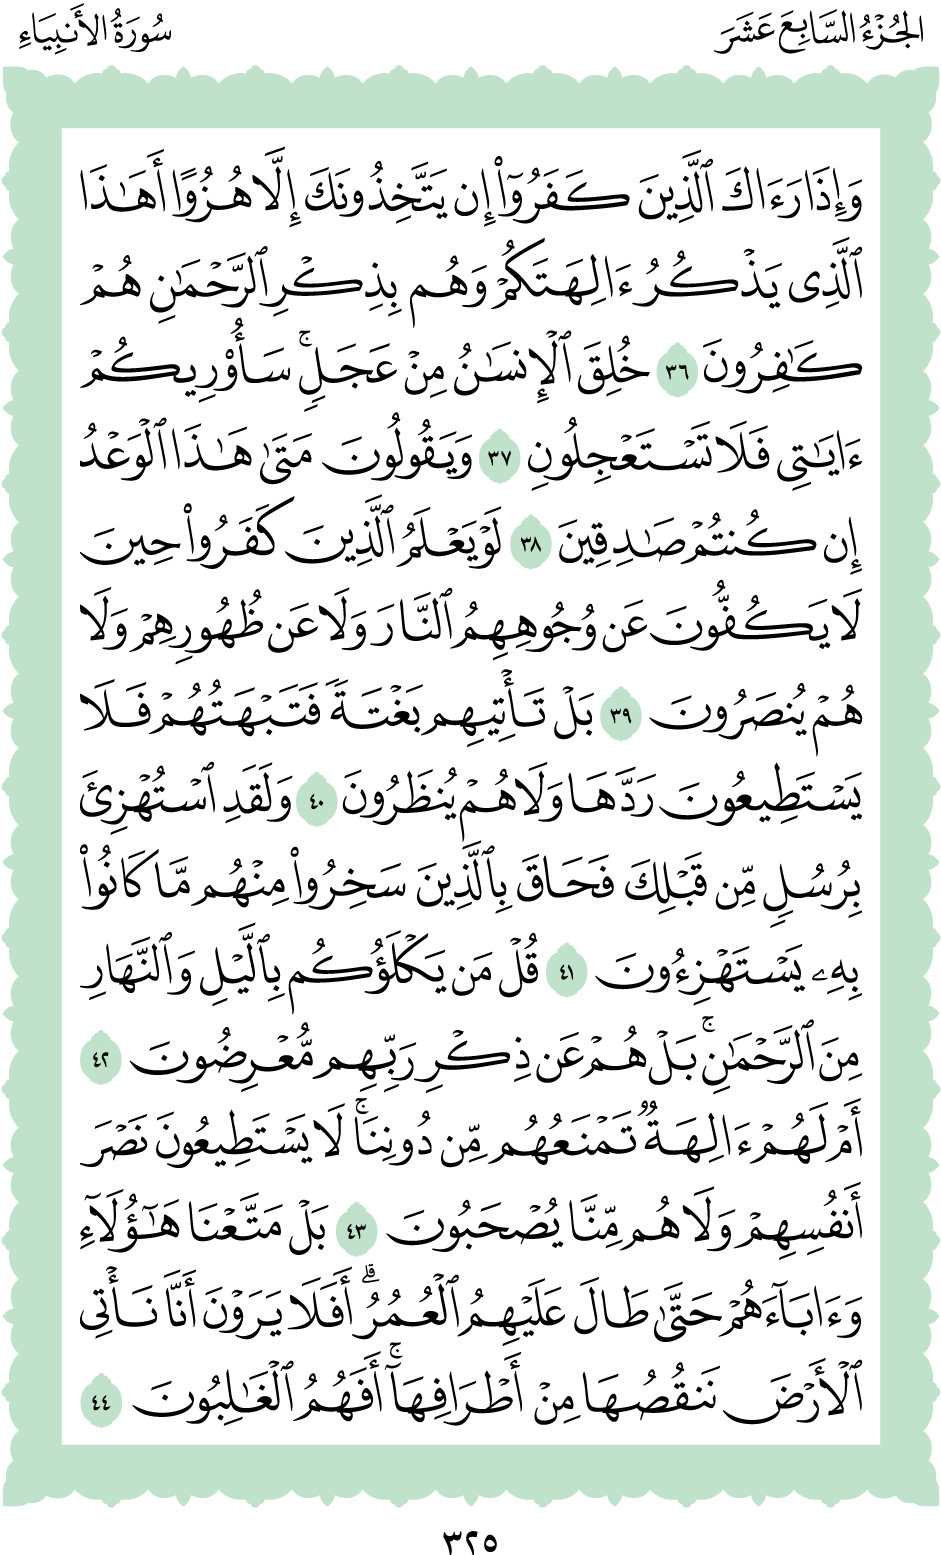 الجُزْءُ السَّابِعَ عَشَرَ
سُورَةُ الأَنبِيَاءِ
وَإِذَا رَءَاكَ ٱلَّذِينَ كَفَرُوٓا۟ إِن يَتَّخِذُونَكَ إِلَّا هُزُوًا أَهَـٰذَا
ٱلَّذِى يَذْكُرُ ءَالِهَتَكُمْ وَهُم بِذِكْرِ ٱلرَّحْمَـٰنِ هُمْ
كَـٰفِرُونَ ٣٦ خُلِقَ ٱلْإِنسَـٰنُ مِنْ عَجَلٍ ۚ سَأُو۟رِيكُمْ
ءَايَـٰتِى فَلَا تَسْتَعْجِلُونِ ٣٧ وَيَقُولُونَ مَتَىٰ هَـٰذَا ٱلْوَعْدُ
إِن كُنتُمْ صَـٰدِقِينَ ٣٨ لَوْ يَعْلَمُ ٱلَّذِينَ كَفَرُوا۟ حِينَ
لَا يَكُفُّونَ عَن وُجُوهِهِمُ ٱلنَّارَ وَلَا عَن ظُهُورِهِمْ وَلَا
هُمْ يُنصَرُونَ ٣٩ بَلْ تَأْتِيهِم بَغْتَةً فَتَبْهَتُهُمْ فَلَا
يَسْتَطِيعُونَ رَدَّهَا وَلَا هُمْ يُنظَرُونَ ٤٠ وَلَقَدِ ٱسْتُهْزِئَ
بِرُسُلٍ مِّن قَبْلِكَ فَحَاقَ بِٱلَّذِينَ سَخِرُوا۟ مِنْهُم مَّا كَانُوا۟
بِهِۦ يَسْتَهْزِءُونَ ٤١ قُلْ مَن يَكْلَؤُكُم بِٱلَّيْلِ وَٱلنَّهَارِ
مِنَ ٱلرَّحْمَـٰنِ ۚ بَلْ هُمْ عَن ذِكْرِ رَبِّهِم مُّعْرِضُونَ ٤٢
أَمْ لَهُمْ ءَالِهَةٌ تَمْنَعُهُم مِّن دُونِنَا ۚ لَا يَسْتَطِيعُونَ نَصْرَ
أَنفُسِهِمْ وَلَا هُم مِّنَّا يُصْحَبُونَ ٤٣ بَلْ مَتَّعْنَا هَـٰٓؤُلَآءِ
وَءَابَآءَهُمْ حَتَّىٰ طَالَ عَلَيْهِمُ ٱلْعُمُرُ ۗ أَفَلَا يَرَوْنَ أَنَّا نَأْتِى
ٱلْأَرْضَ نَنقُصُهَا مِنْ أَطْرَافِهَآ ۚ أَفَهُمُ ٱلْغَـٰلِبُونَ ٤٤
٣٢٥